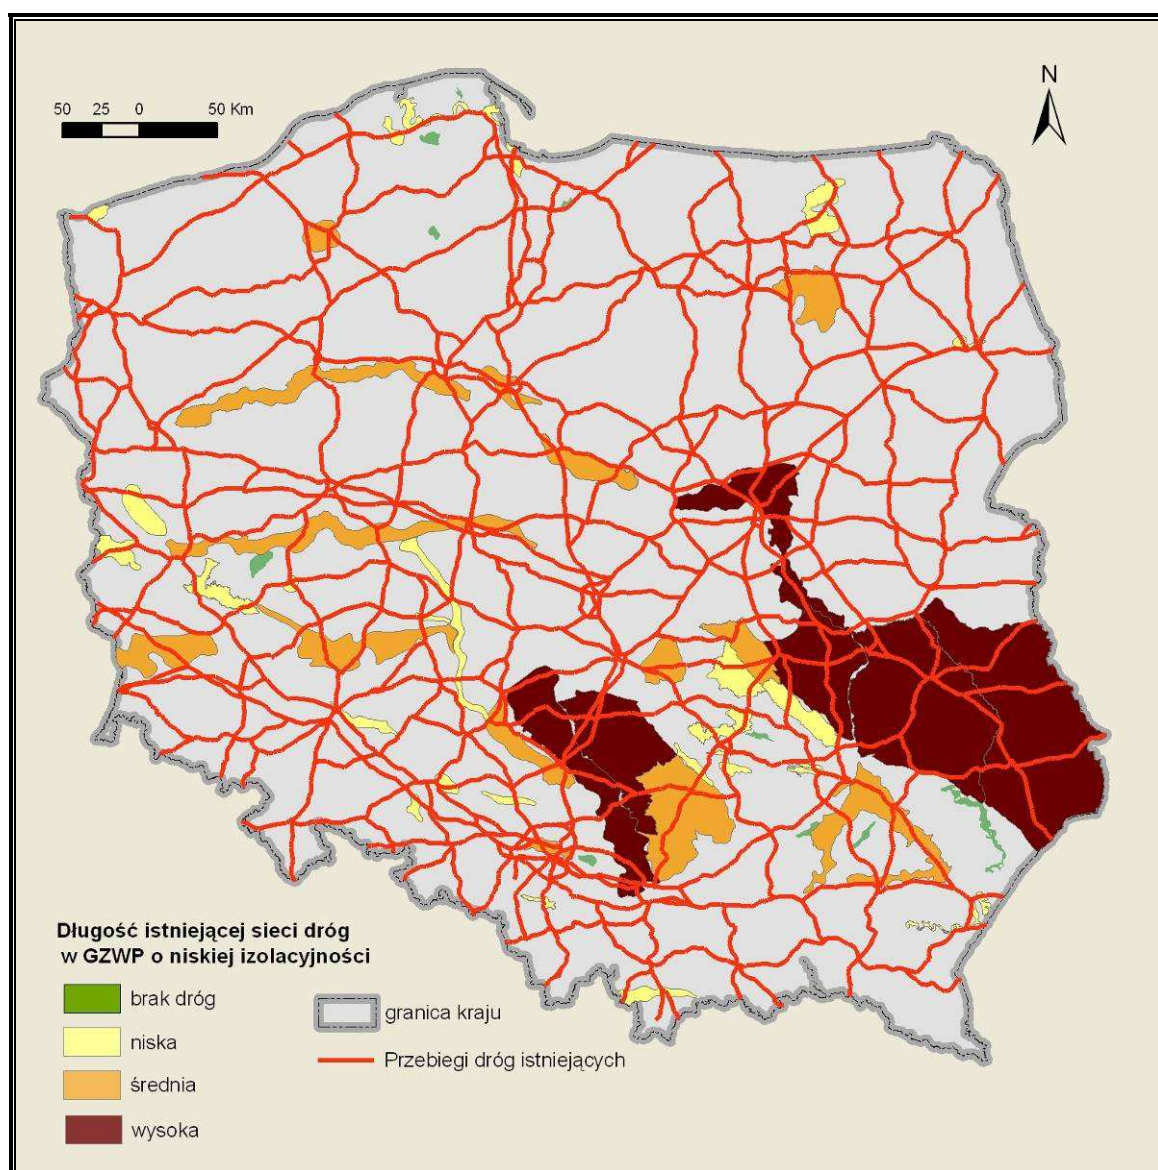 50 25 0 50 Km
N
Długość istniejącej sieci dróg
w GZWP o niskiej izolacyjności
brak dróg
niska
średnia
wysoka
granica kraju
Przebiegi dróg istniejących